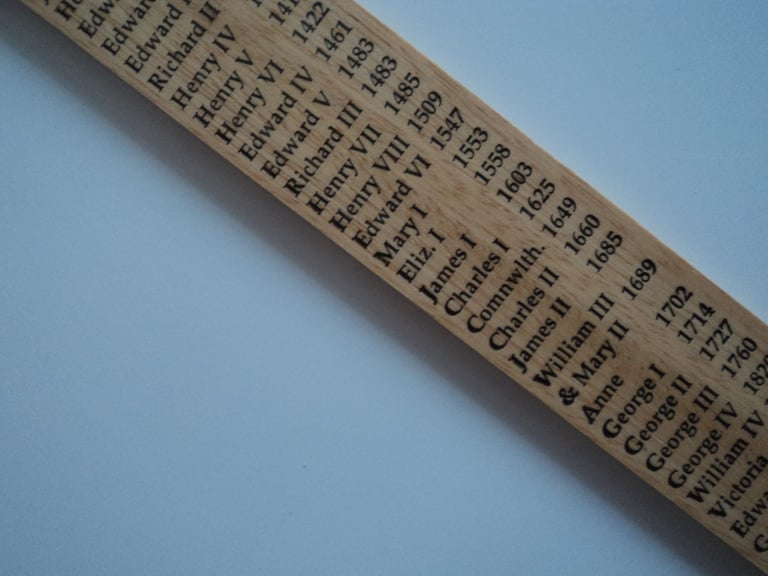 Edward
Richard II
Henry IV
Henry V
Henry VI 1422
Edward IV 1461
Edward V 1483
Richard III 1483
Henry VII 1485
Henry VIII 1509
Edward VI 1547
Mary I 1553
Eliz. I 1558
James I 1603
Charles I 1625
Comnwlth. 1649
Charles II 1660
James II 1685
William III 1689
& Mary II
Anne 1702
George I 1714
George II 1727
George III 1760
George IV 1820
William IV
Victoria